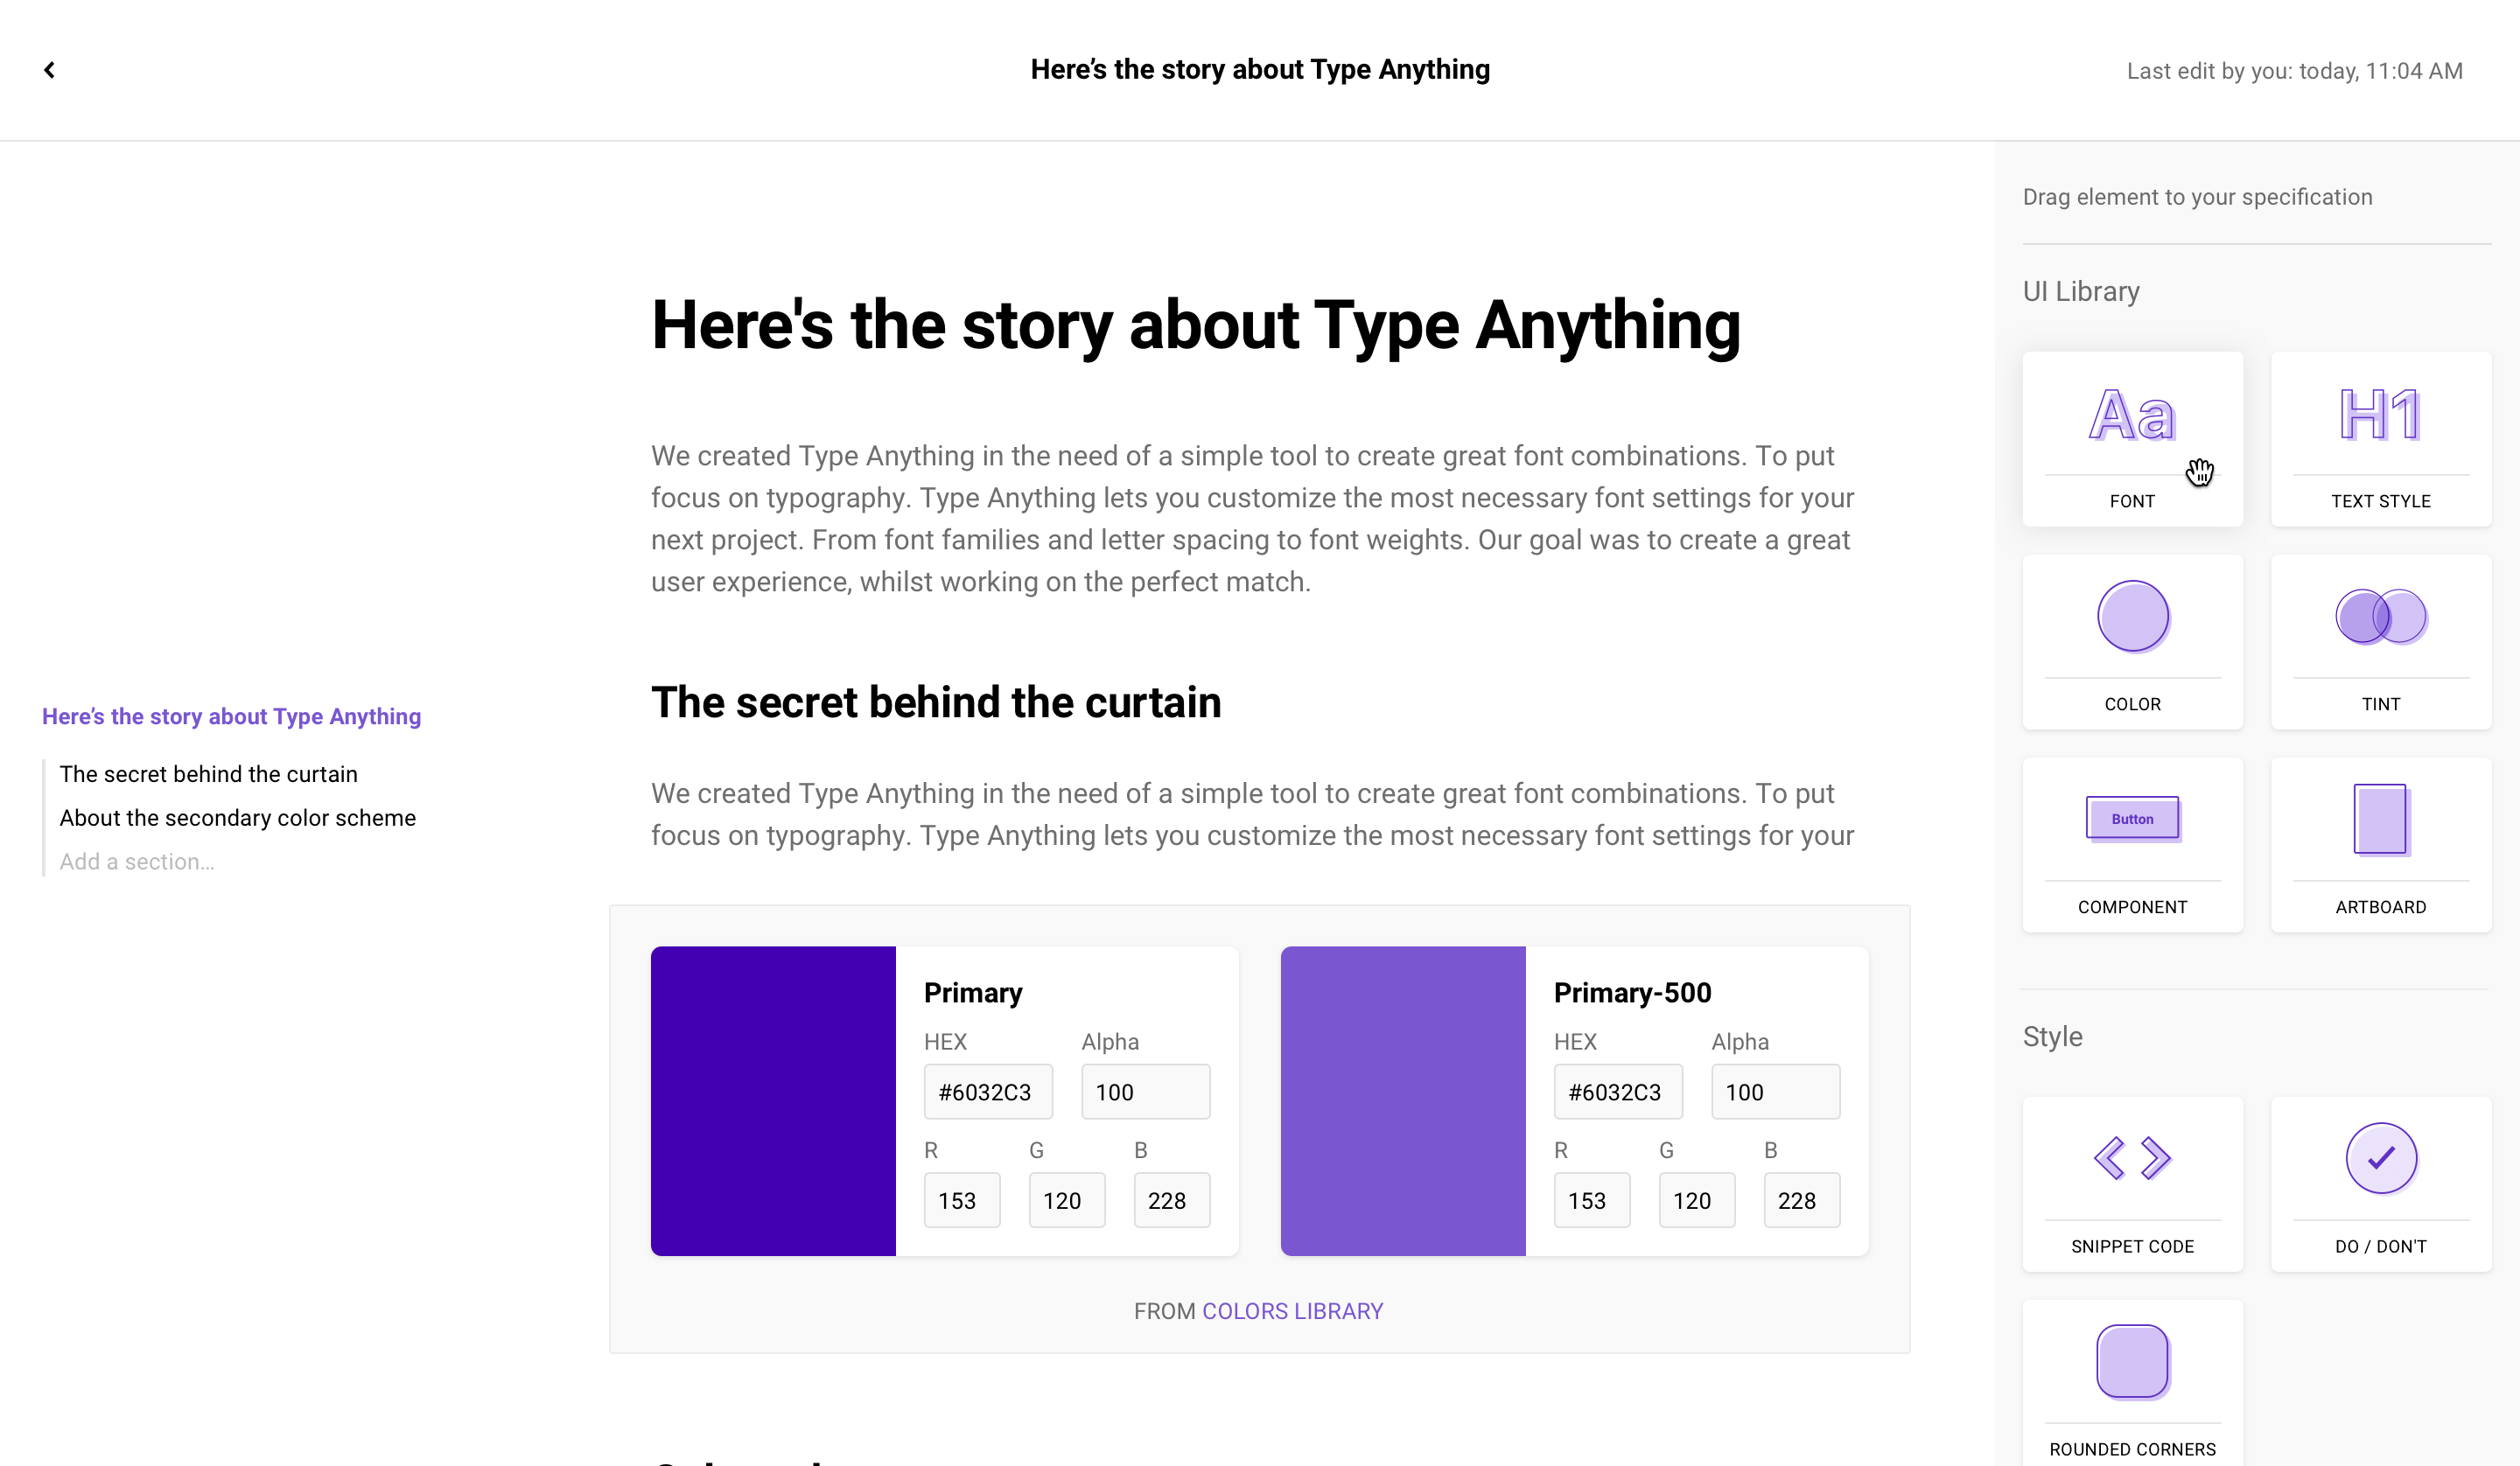 Here’s the story about Type Anything
Last edit by you: today, 11:04 AM
Here’s the story about Type Anything
The secret behind the curtain
About the secondary color scheme
Add a section...
Here's the story about Type Anything
We created Type Anything in the need of a simple tool to create great font combinations. To put
focus on typography. Type Anything lets you customize the most necessary font settings for your
next project. From font families and letter spacing to font weights. Our goal was to create a great
user experience, whilst working on the perfect match.
The secret behind the curtain
We created Type Anything in the need of a simple tool to create great font combinations. To put
focus on typography. Type Anything lets you customize the most necessary font settings for your
Primary
HEX Alpha
#6032C3 100
R G B
153 120 228
Primary-500
HEX Alpha
#6032C3 100
R G B
153 120 228
FROM COLORS LIBRARY
Drag element to your specification
UI Library
Aa
FONT
H1
TEXT STYLE
COLOR
TINT
Button
COMPONENT
ARTBOARD
Style
SNIPPET CODE
DO / DON'T
ROUNDED CORNERS